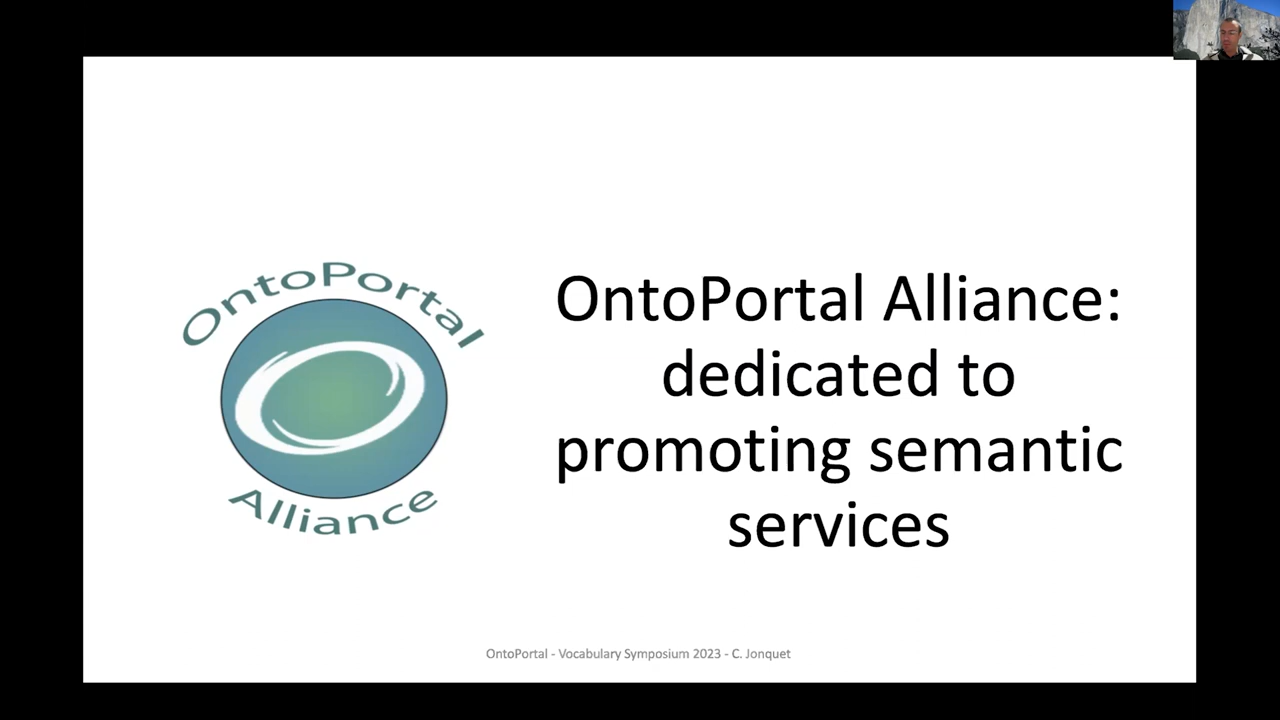 OntoPortal
Alliance
OntoPortal Alliance:
dedicated to
promoting semantic
services
OntoPortal - Vocabulary Symposium 2023 - C. Jonquet